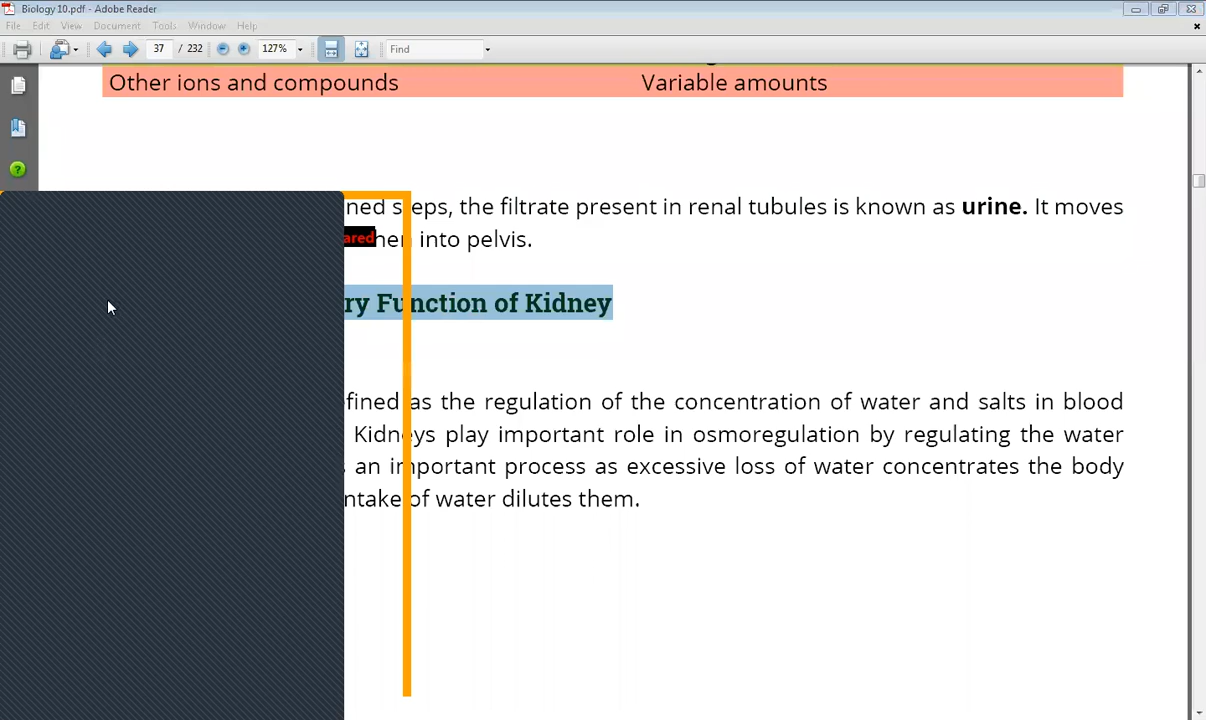 Biology 10.pdf - Adobe Reader
File Edit View Document Tools Window Help
37 / 232 127% Find
Other ions and compounds Variable amounts
ned steps, the filtrate present in renal tubules is known as urine. It moves
ared hen into pelvis.
ry Function of Kidney
fined as the regulation of the concentration of water and salts in blood
Kidneys play important role in osmoregulation by regulating the water
an important process as excessive loss of water concentrates the body
ntake of water dilutes them.